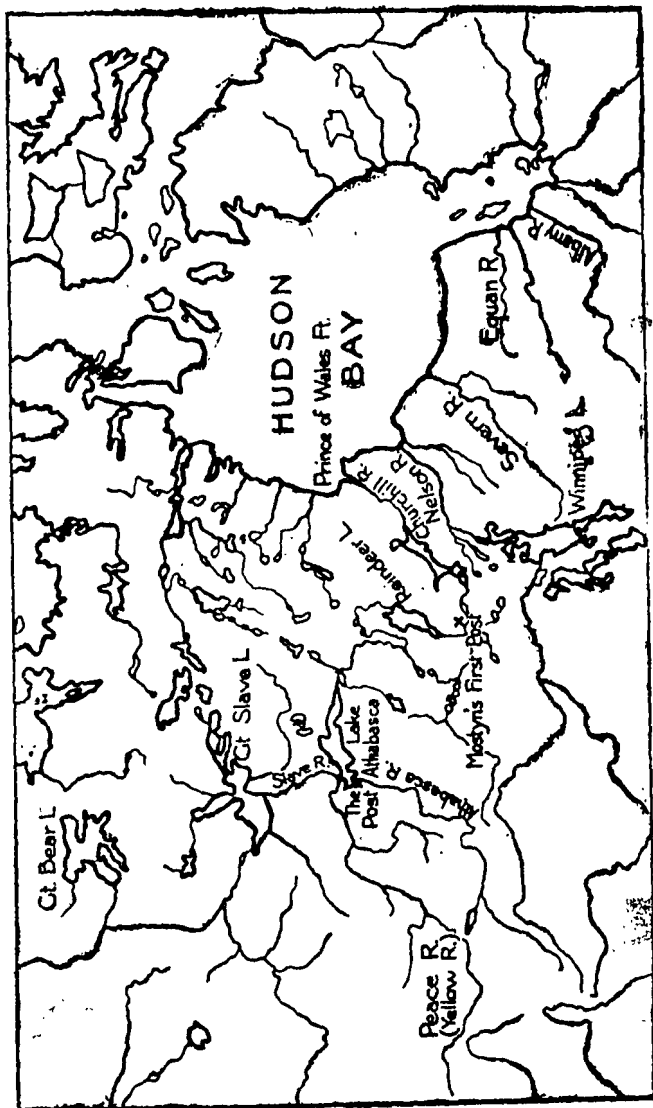 Gt. Bear L
Gt Slave L
Slave R.
The
Post
Lake
Athabasca
Athabasca R.
Peace R.
(Yellow R.)
Mostyn's First Post
Reindeer L
Churchill R.
Nelson R.
HUDSON
Prince of Wales Ft.
BAY
Severn R
Equan R.
Albany R
Winnipeg L